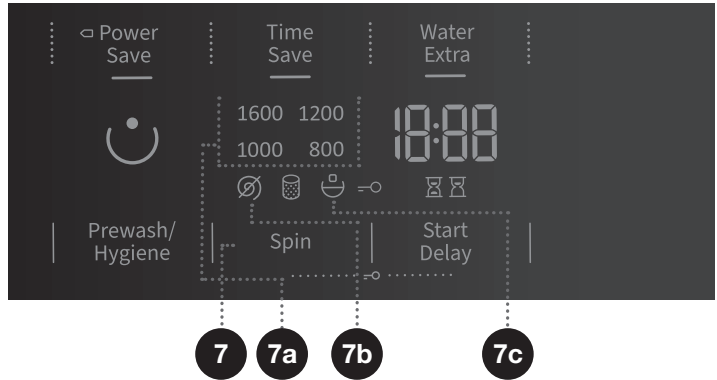 Power
Save
Time
Save
Water
Extra
1600 1200
1000 800
18:88
Prewash/
Hygiene
Spin
Start
Delay
7 7a 7b 7c